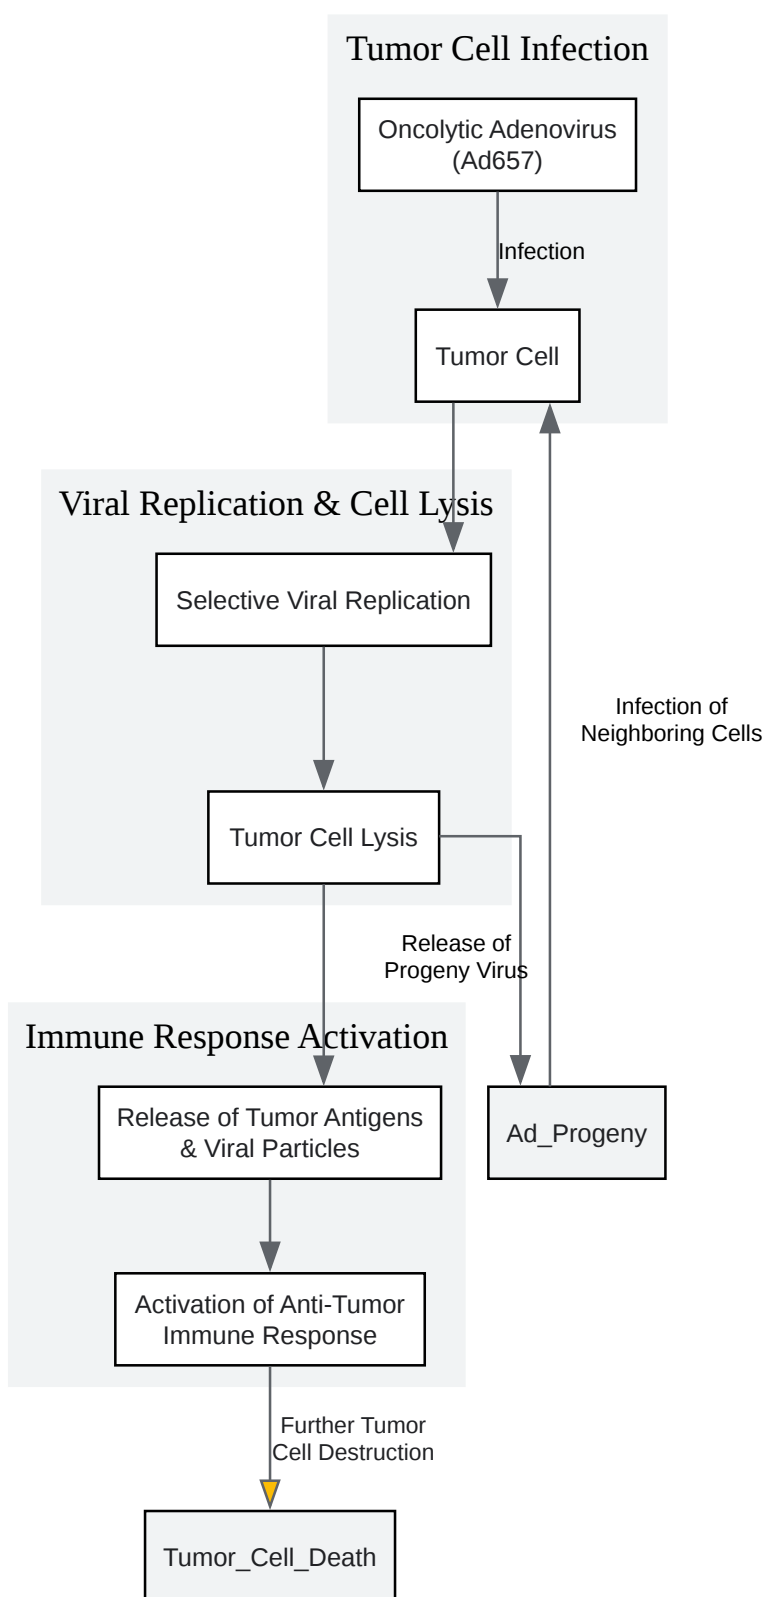 Tumor Cell Infection
Oncolytic Adenovirus
(Ad657)
Infection
Tumor Cell
Viral Replication & Cell Lysis
Selective Viral Replication
Infection of
Neighboring Cells
Tumor Cell Lysis
Release of
Progeny Virus
Immune Response Activation
Release of Tumor Antigens
& Viral Particles
Ad_Progeny
Activation of Anti-Tumor
Immune Response
Further Tumor
Cell Destruction
Tumor_Cell_Death